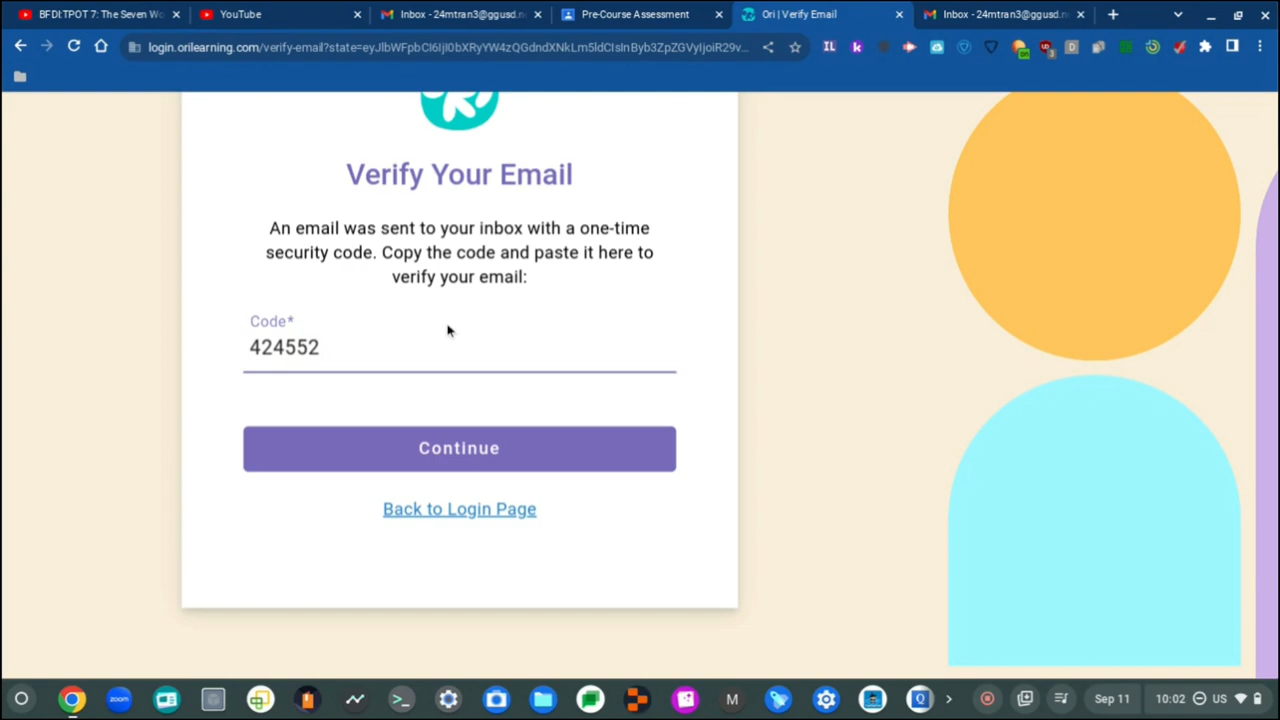 BFDI:TPOT 7: The Seven Wo
YouTube
Inbox - 24mtran3@ggusd.n
Pre-Course Assessment
Ori | Verify Email
Inbox - 24mtran3@ggusd.
login.orilearning.com/verify-email?state=
IL
k
D
Verify Your Email
An email was sent to your inbox with a one-time
security code. Copy the code and paste it here to
verify your email:
Code*
424552
Continue
Back to Login Page
zoom
M
Q
Sep 11
10:02
US